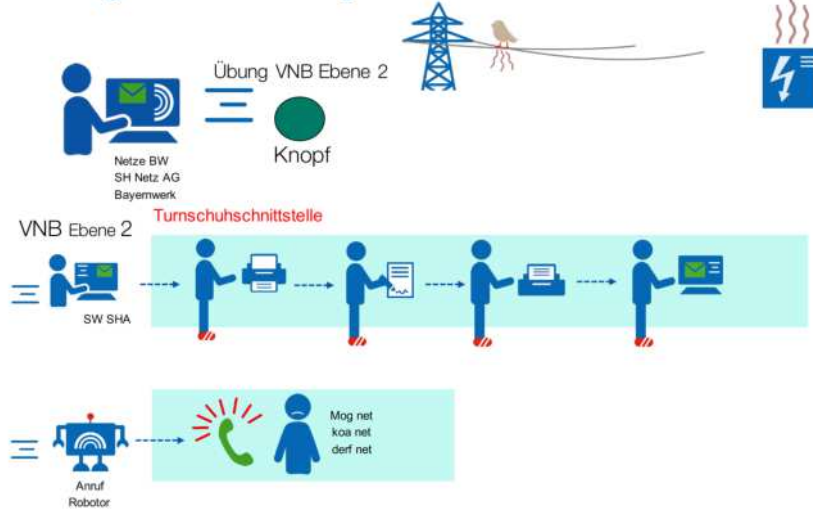 Übung VNB Ebene 2
Knopf
Netze BW
SH Netz AG
Bayernwerk
Turnschuhschnittstelle
VNB Ebene 2
SW SHA
Mog net
koa net
derf net
Anruf
Robotor